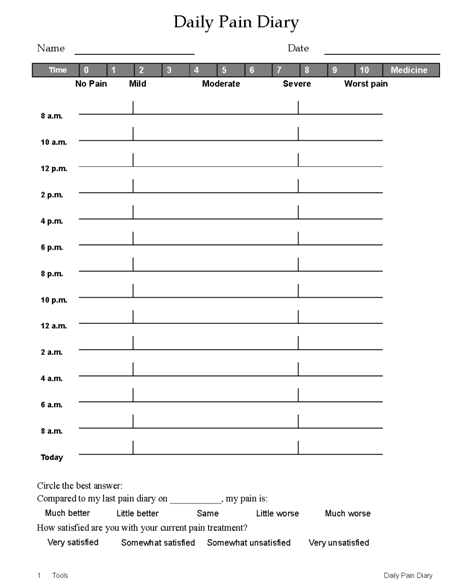 Daily Pain Diary
Name ____________________ Date ____________________
Time 0 1 2 3 4 5 6 7 8 9 10 Medicine
No Pain Mild Moderate Severe Worst pain
8 a.m.
10 a.m.
12 p.m.
2 p.m.
4 p.m.
6 p.m.
8 p.m.
10 p.m.
12 a.m.
2 a.m.
4 a.m.
6 a.m.
8 a.m.
Today
Circle the best answer:
Compared to my last pain diary on __________, my pain is:
Much better Little better Same Little worse Much worse
How satisfied are you with your current pain treatment?
Very satisfied Somewhat satisfied Somewhat unsatisfied Very unsatisfied
1 Tools Daily Pain Diary